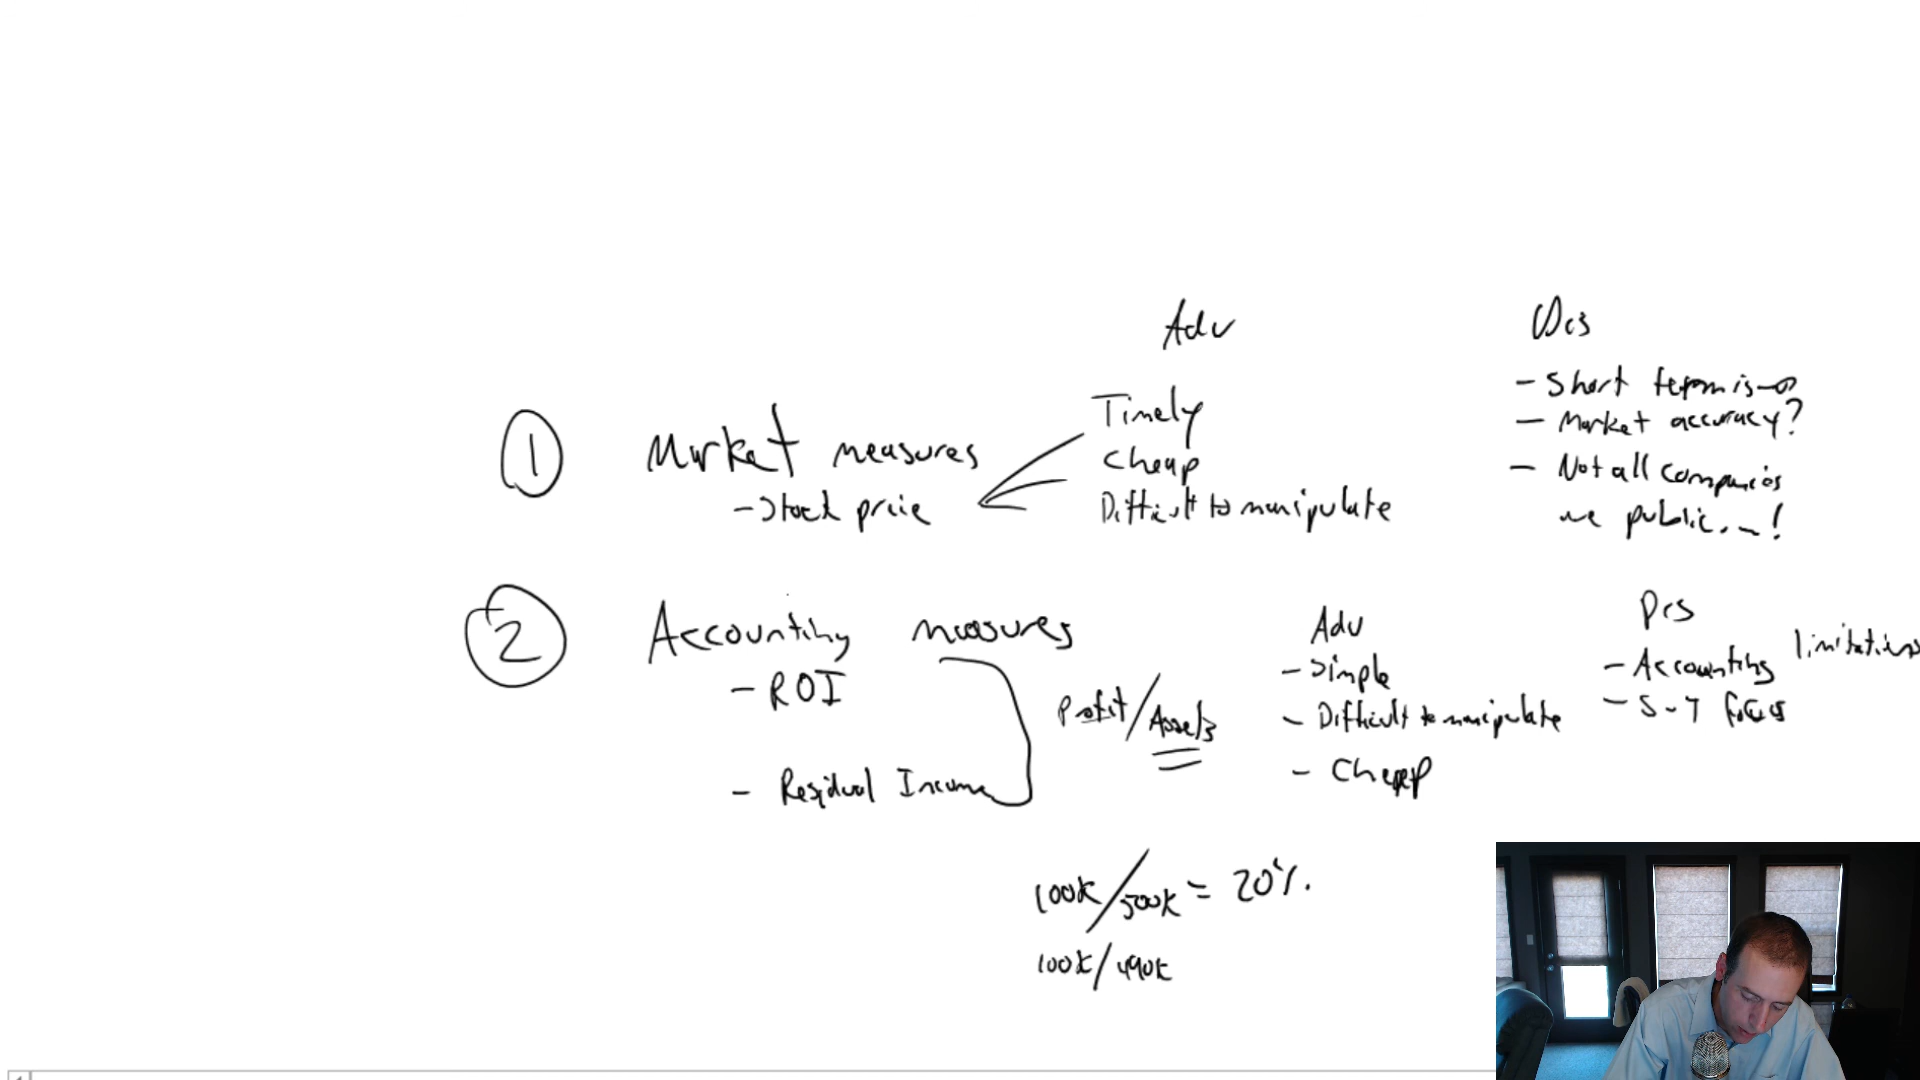 Adv
Dis
① Market measures
- Stock price
Timely
Cheap
Difficult to manipulate
- Short termism
- Market accuracy?
- Not all companies
are public...!
② Accounting measures
- ROI
- Residual Income
Profit/Assets
Adv
- Simple
- Difficult to manipulate
- Cheap
Dis
- Accounting limitations
- S-T focus
100k/500k = 20%.
100k/490k